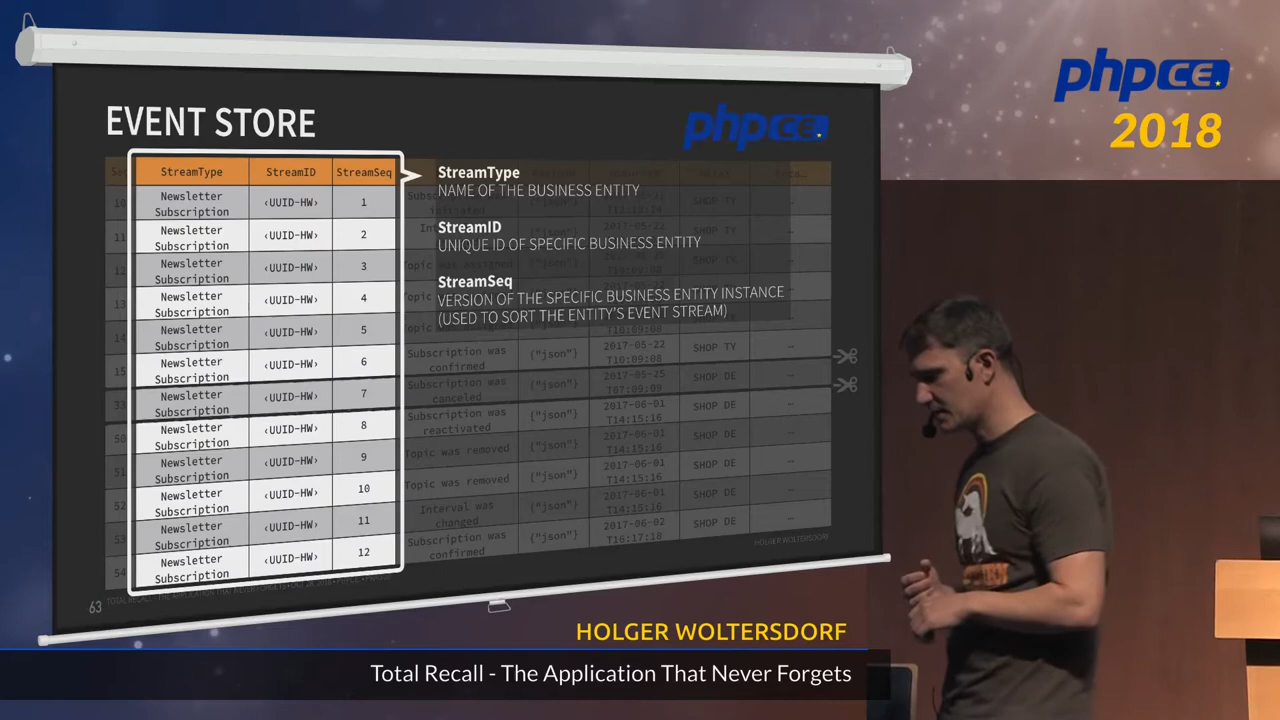 phpce.
2018
EVENT STORE
phpce.
StreamType StreamID StreamSeq
Newsletter Subscription ‹UUID-HW› 1
Newsletter Subscription ‹UUID-HW› 2
Newsletter Subscription ‹UUID-HW› 3
Newsletter Subscription ‹UUID-HW› 4
Newsletter Subscription ‹UUID-HW› 5
Newsletter Subscription ‹UUID-HW› 6
Newsletter Subscription ‹UUID-HW› 7
Newsletter Subscription ‹UUID-HW› 8
Newsletter Subscription ‹UUID-HW› 9
Newsletter Subscription ‹UUID-HW› 10
Newsletter Subscription ‹UUID-HW› 11
Newsletter Subscription ‹UUID-HW› 12
StreamType
NAME OF THE BUSINESS ENTITY
StreamID
UNIQUE ID OF SPECIFIC BUSINESS ENTITY
StreamSeq
VERSION OF THE SPECIFIC BUSINESS ENTITY INSTANCE
(USED TO SORT THE ENTITY'S EVENT STREAM)
Subscription was confirmed {"json"} 2017-05-22 T10:09:08 SHOP TY …
Subscription was canceled {"json"} 2017-05-25 T07:09:09 SHOP DE …
Subscription was reactivated {"json"} 2017-06-01 T14:15:16 SHOP DE …
Topic was removed {"json"} 2017-06-01 T14:15:16 SHOP DE …
Topic was removed {"json"} 2017-06-01 T14:15:16 SHOP DE …
Interval was changed {"json"} 2017-06-01 T14:15:16 SHOP DE …
Subscription was confirmed {"json"} 2017-06-02 T16:17:18 SHOP DE …
HOLGER WOLTERSDORF
63
HOLGER WOLTERSDORF
Total Recall - The Application That Never Forgets